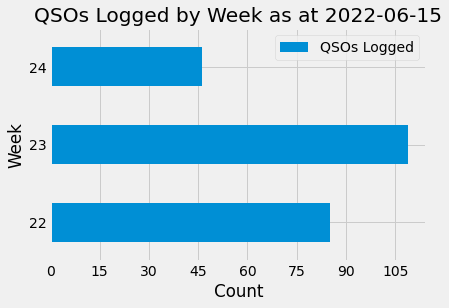 QSOs Logged by Week as at 2022-06-15
QSOs Logged
24
23
22
Week
0 15 30 45 60 75 90 105
Count